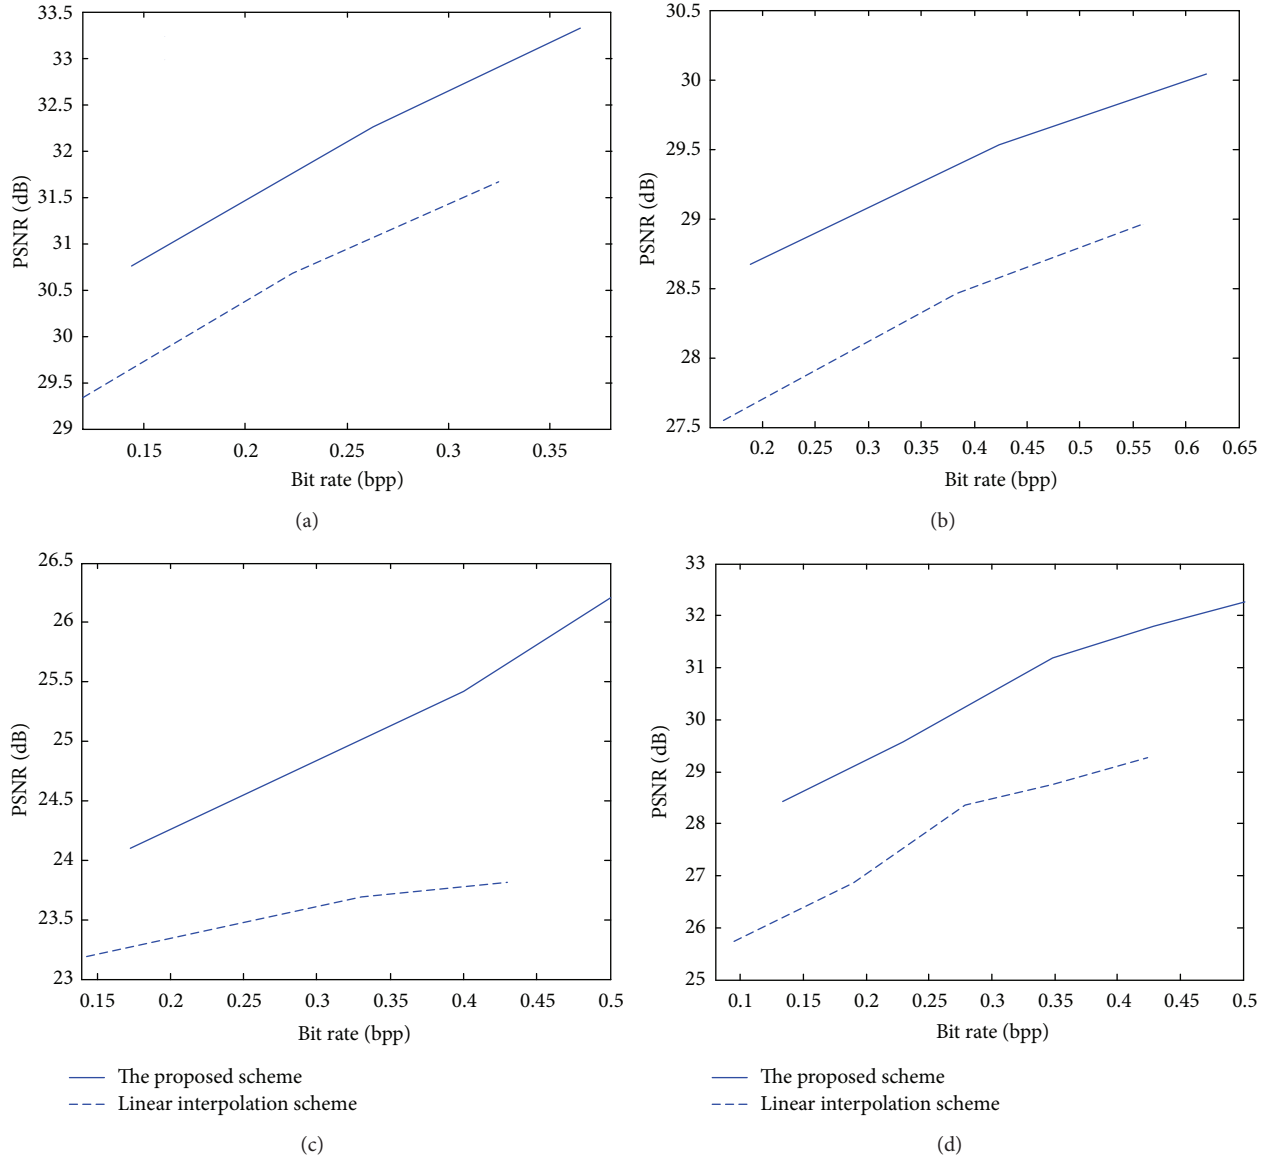 33.5
33
32.5
32
31.5
31
30.5
30
29.5
29
PSNR (dB)
0.15 0.2 0.25 0.3 0.35
Bit rate (bpp)
(a)
30.5
30
29.5
29
28.5
28
27.5
PSNR (dB)
0.2 0.25 0.3 0.35 0.4 0.45 0.5 0.55 0.6 0.65
Bit rate (bpp)
(b)
26.5
26
25.5
25
24.5
24
23.5
23
PSNR (dB)
0.15 0.2 0.25 0.3 0.35 0.4 0.45 0.5
Bit rate (bpp)
The proposed scheme
Linear interpolation scheme
(c)
33
32
31
30
29
28
27
26
25
PSNR (dB)
0.1 0.15 0.2 0.25 0.3 0.35 0.4 0.45 0.5
Bit rate (bpp)
The proposed scheme
Linear interpolation scheme
(d)